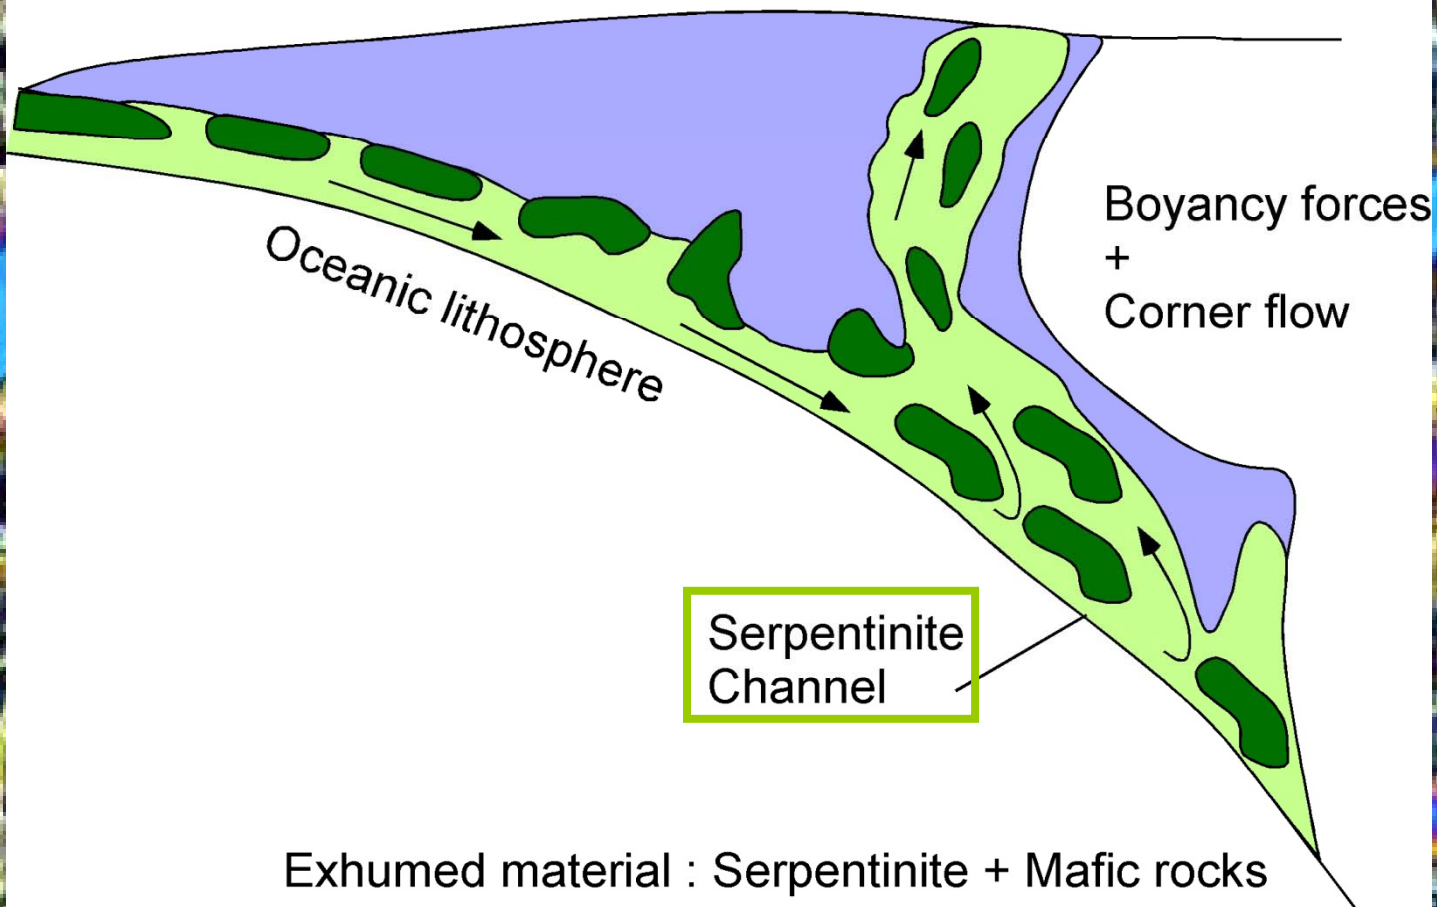 Boyancy forces
+
Corner flow
Oceanic lithosphere
Serpentinite
Channel
Exhumed material : Serpentinite + Mafic rocks